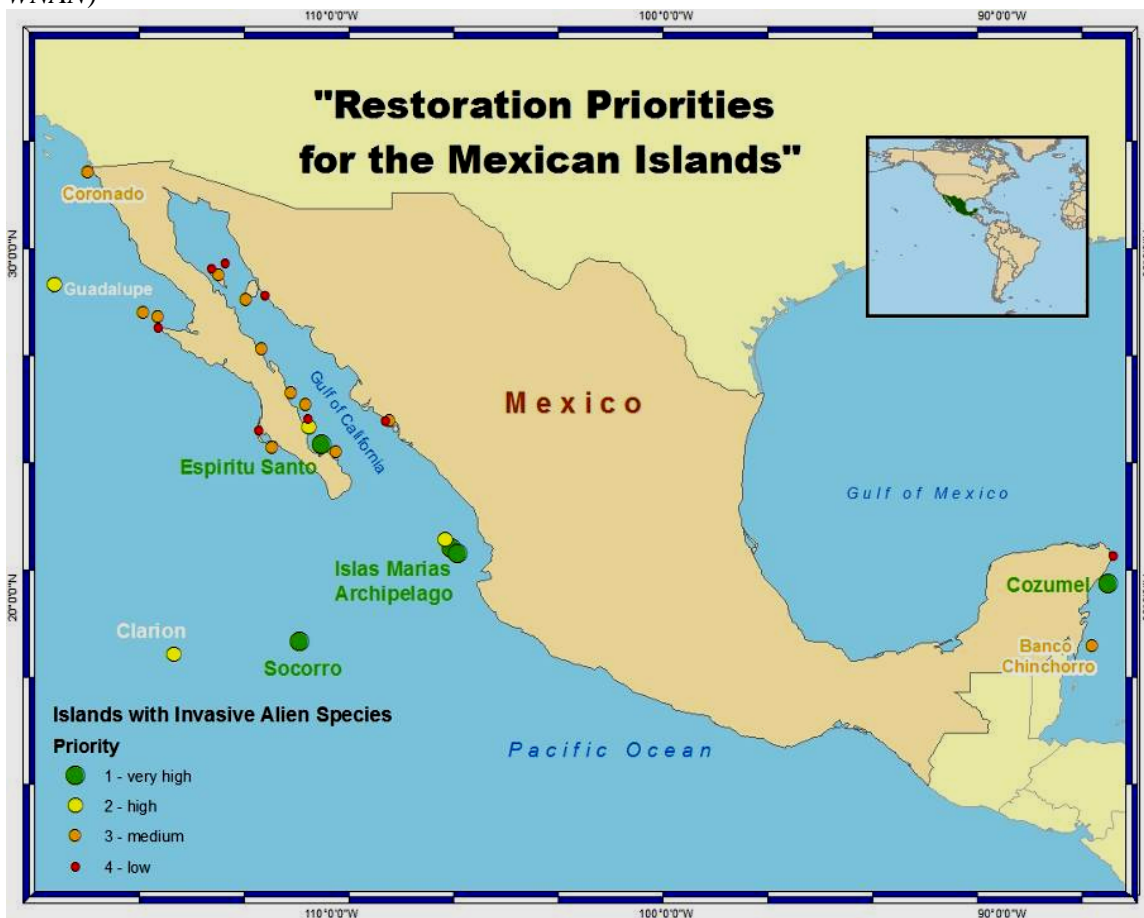 WNAN)
110°0'0"W 100°0'0"W 90°0'0"W
"Restoration Priorities
for the Mexican Islands"
Coronado
30°0'0"N
Guadalupe
Gulf of California
Mexico
Espiritu Santo
Gulf of Mexico
Islas Marias
Archipelago
20°0'0"N
Cozumel
Clarion
Socorro
Banco
Chinchorro
Islands with Invasive Alien Species
Priority
1 - very high
2 - high
3 - medium
4 - low
Pacific Ocean
110°0'0"W 100°0'0"W 90°0'0"W